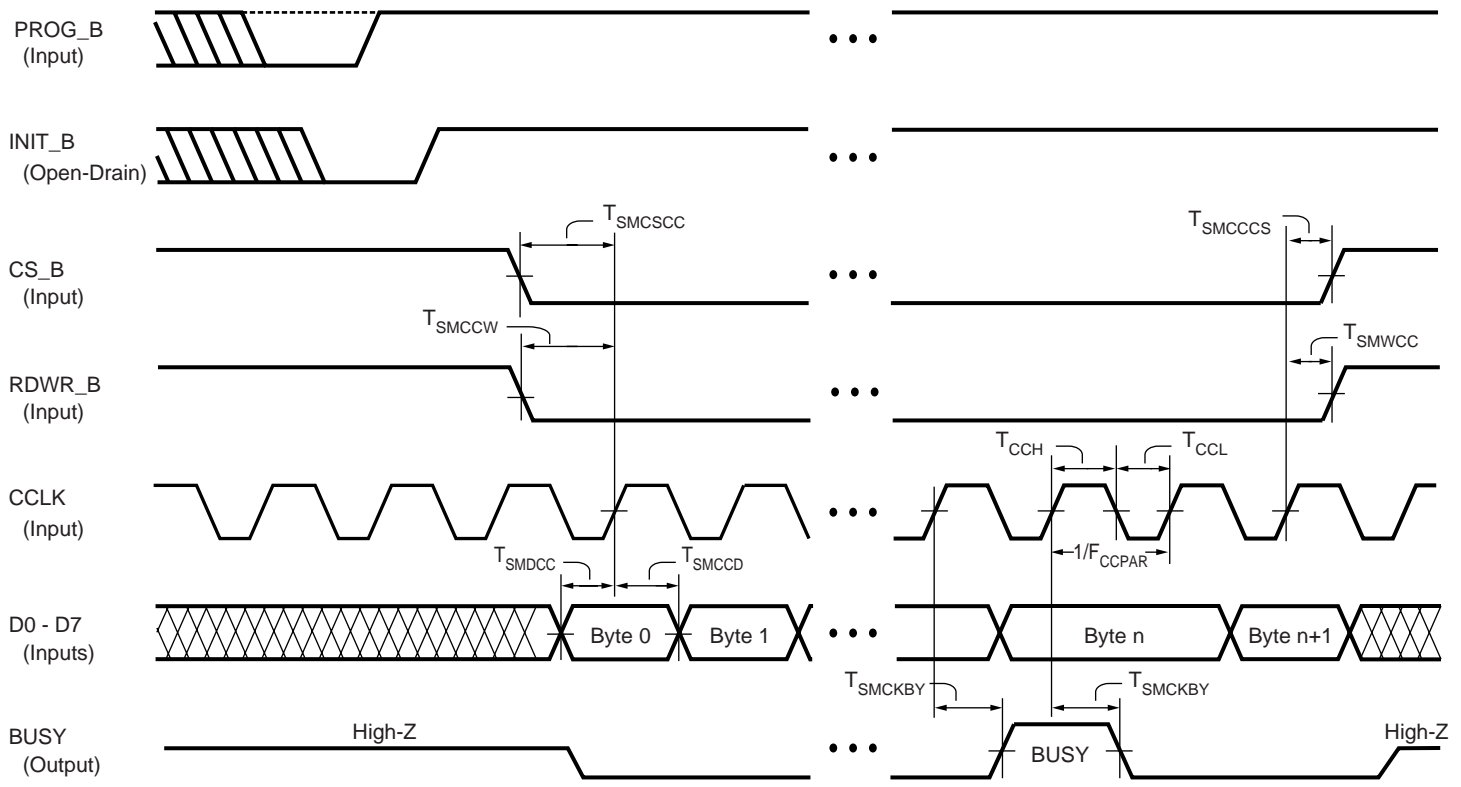 PROG_B
(Input)
INIT_B
(Open-Drain)
TSMCSCC
TSMCCCS
CS_B
(Input)
TSMCCW
TSMWCC
RDWR_B
(Input)
TCCH
TCCL
CCLK
(Input)
TSMDCC
TSMCCD
1/FCCPAR
D0 - D7
(Inputs)
Byte 0
Byte 1
Byte n
Byte n+1
TSMCKBY
TSMCKBY
BUSY
(Output)
High-Z
BUSY
High-Z